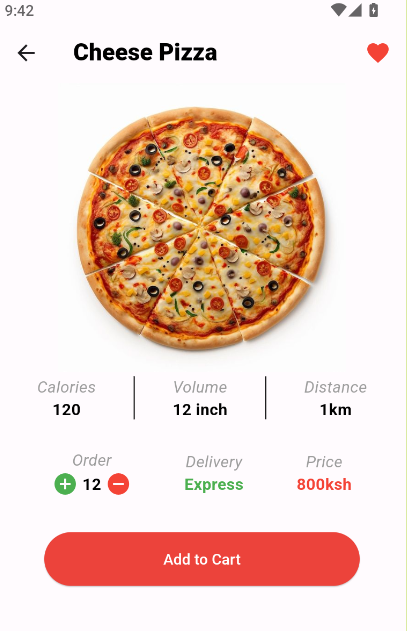 9:42
Cheese Pizza
Calories Volume Distance
120 12 inch 1km
Order Delivery Price
12 Express 800ksh
Add to Cart